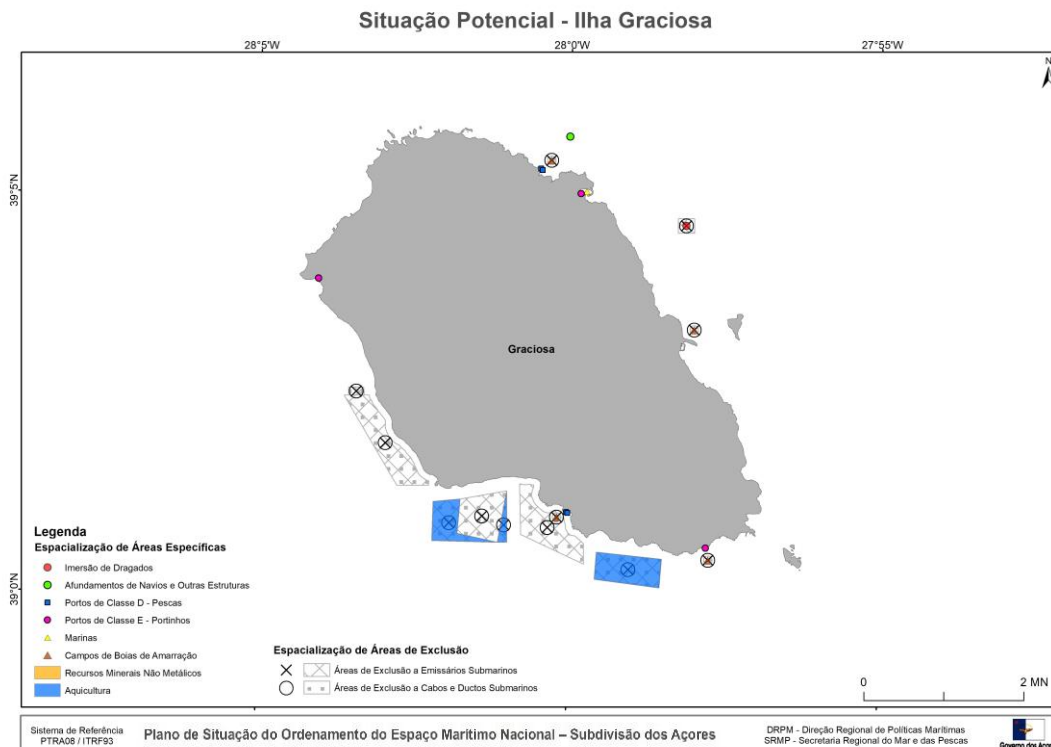 Situação Potencial - Ilha Graciosa
28°5'W
28°0'W
27°55'W
N
39°5'N
39°0'N
Graciosa
Legenda
Espacialização de Áreas Específicas
Imersão de Dragados
Afundamentos de Navios e Outras Estruturas
Portos de Classe D - Pescas
Portos de Classe E - Portinhos
Marinas
Campos de Boias de Amarração
Recursos Minerais Não Metálicos
Aquicultura
Espacialização de Áreas de Exclusão
Áreas de Exclusão a Emissários Submarinos
Áreas de Exclusão a Cabos e Ductos Submarinos
0 2 MN
Sistema de Referência
PTRA08 / ITRF93
Plano de Situação do Ordenamento do Espaço Marítimo Nacional – Subdivisão dos Açores
DRPM - Direção Regional de Políticas Marítimas
SRMP - Secretaria Regional do Mar e das Pescas